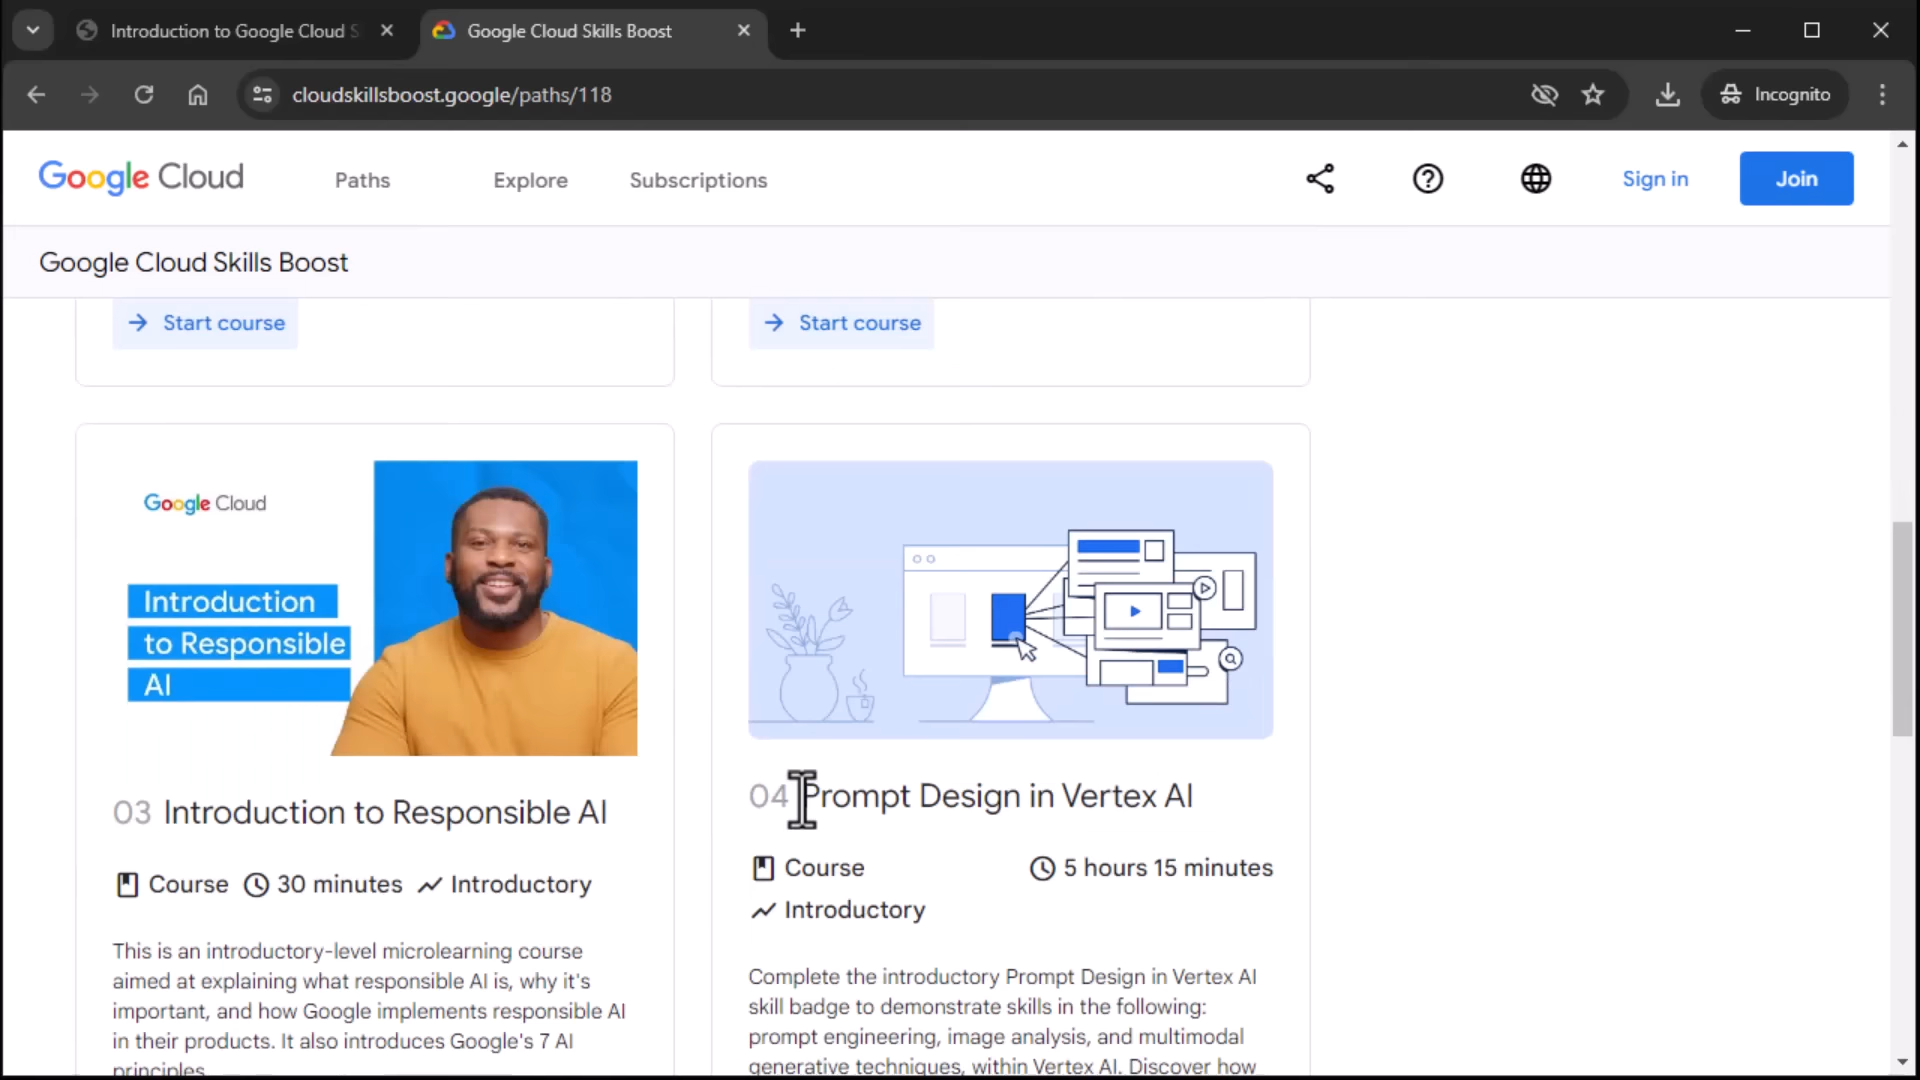 Introduction to Google Cloud S
Google Cloud Skills Boost
cloudskillsboost.google/paths/118
Incognito
Google Cloud
Paths
Explore
Subscriptions
Sign in
Join
Google Cloud Skills Boost
Start course
Start course
Google Cloud
Introduction
to Responsible
AI
03 Introduction to Responsible AI
Course
30 minutes
Introductory
This is an introductory-level microlearning course
aimed at explaining what responsible AI is, why it's
important, and how Google implements responsible AI
in their products. It also introduces Google's 7 AI
principles.
04 Prompt Design in Vertex AI
Course
5 hours 15 minutes
Introductory
Complete the introductory Prompt Design in Vertex AI
skill badge to demonstrate skills in the following:
prompt engineering, image analysis, and multimodal
generative techniques, within Vertex AI. Discover how